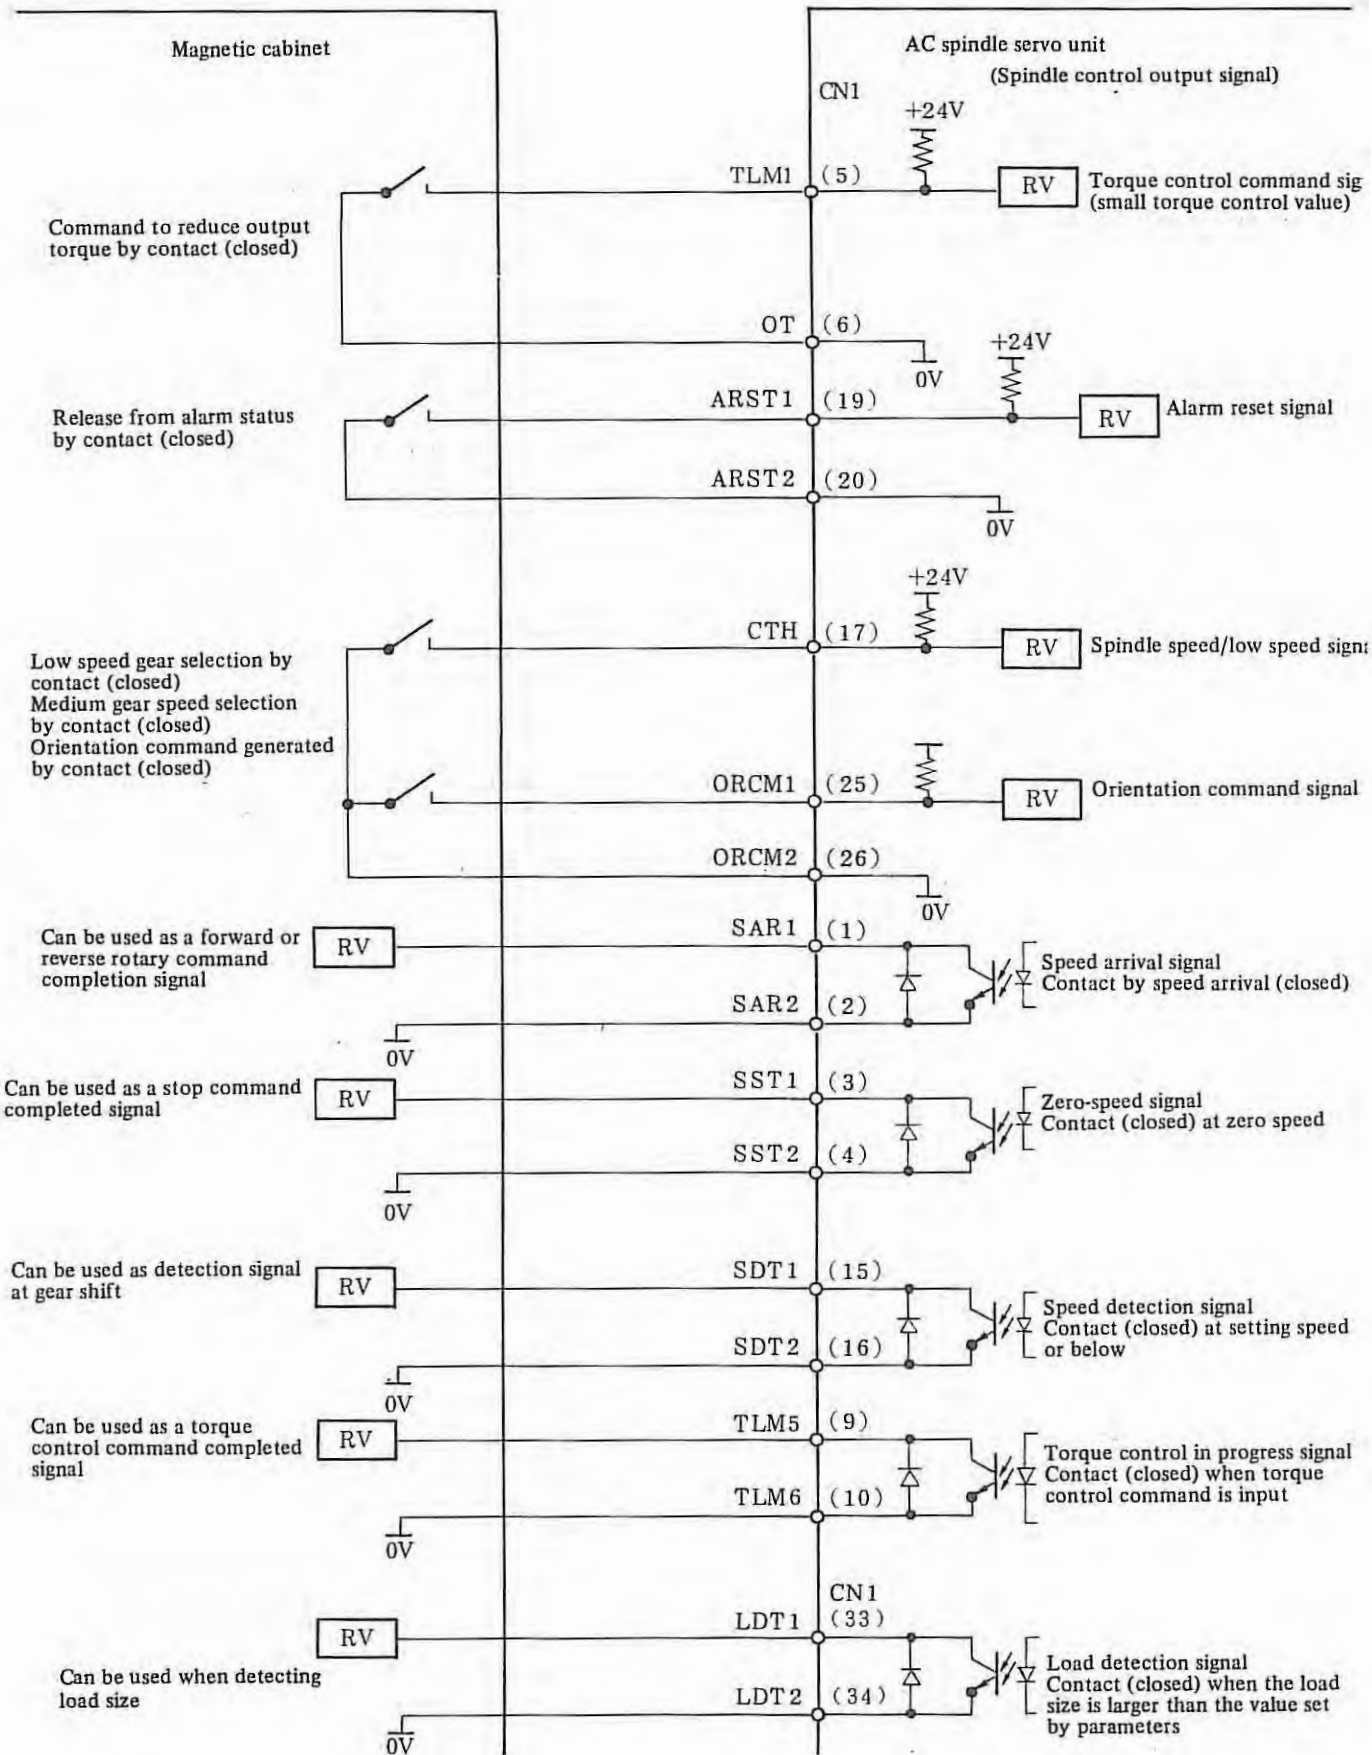 Magnetic cabinet
AC spindle servo unit
(Spindle control output signal)
CN1
+24V
TLM1 (5)
RV
Torque control command sig
(small torque control value)
Command to reduce output
torque by contact (closed)
OT (6)
0V
+24V
ARST1 (19)
RV
Alarm reset signal
Release from alarm status
by contact (closed)
ARST2 (20)
0V
+24V
CTH (17)
RV
Spindle speed/low speed sign
Low speed gear selection by
contact (closed)
Medium gear speed selection
by contact (closed)
Orientation command generated
by contact (closed)
ORCM1 (25)
RV
Orientation command signal
ORCM2 (26)
0V
Can be used as a forward or
reverse rotary command
completion signal
RV
SAR1 (1)
Speed arrival signal
Contact by speed arrival (closed)
SAR2 (2)
0V
Can be used as a stop command
completed signal
RV
SST1 (3)
Zero-speed signal
Contact (closed) at zero speed
SST2 (4)
0V
Can be used as detection signal
at gear shift
RV
SDT1 (15)
Speed detection signal
Contact (closed) at setting speed
or below
SDT2 (16)
0V
Can be used as a torque
control command completed
signal
RV
TLM5 (9)
Torque control in progress signal
Contact (closed) when torque
control command is input
TLM6 (10)
0V
CN1
RV
LDT1 (33)
Can be used when detecting
load size
Load detection signal
Contact (closed) when the load
size is larger than the value set
by parameters
LDT2 (34)
0V